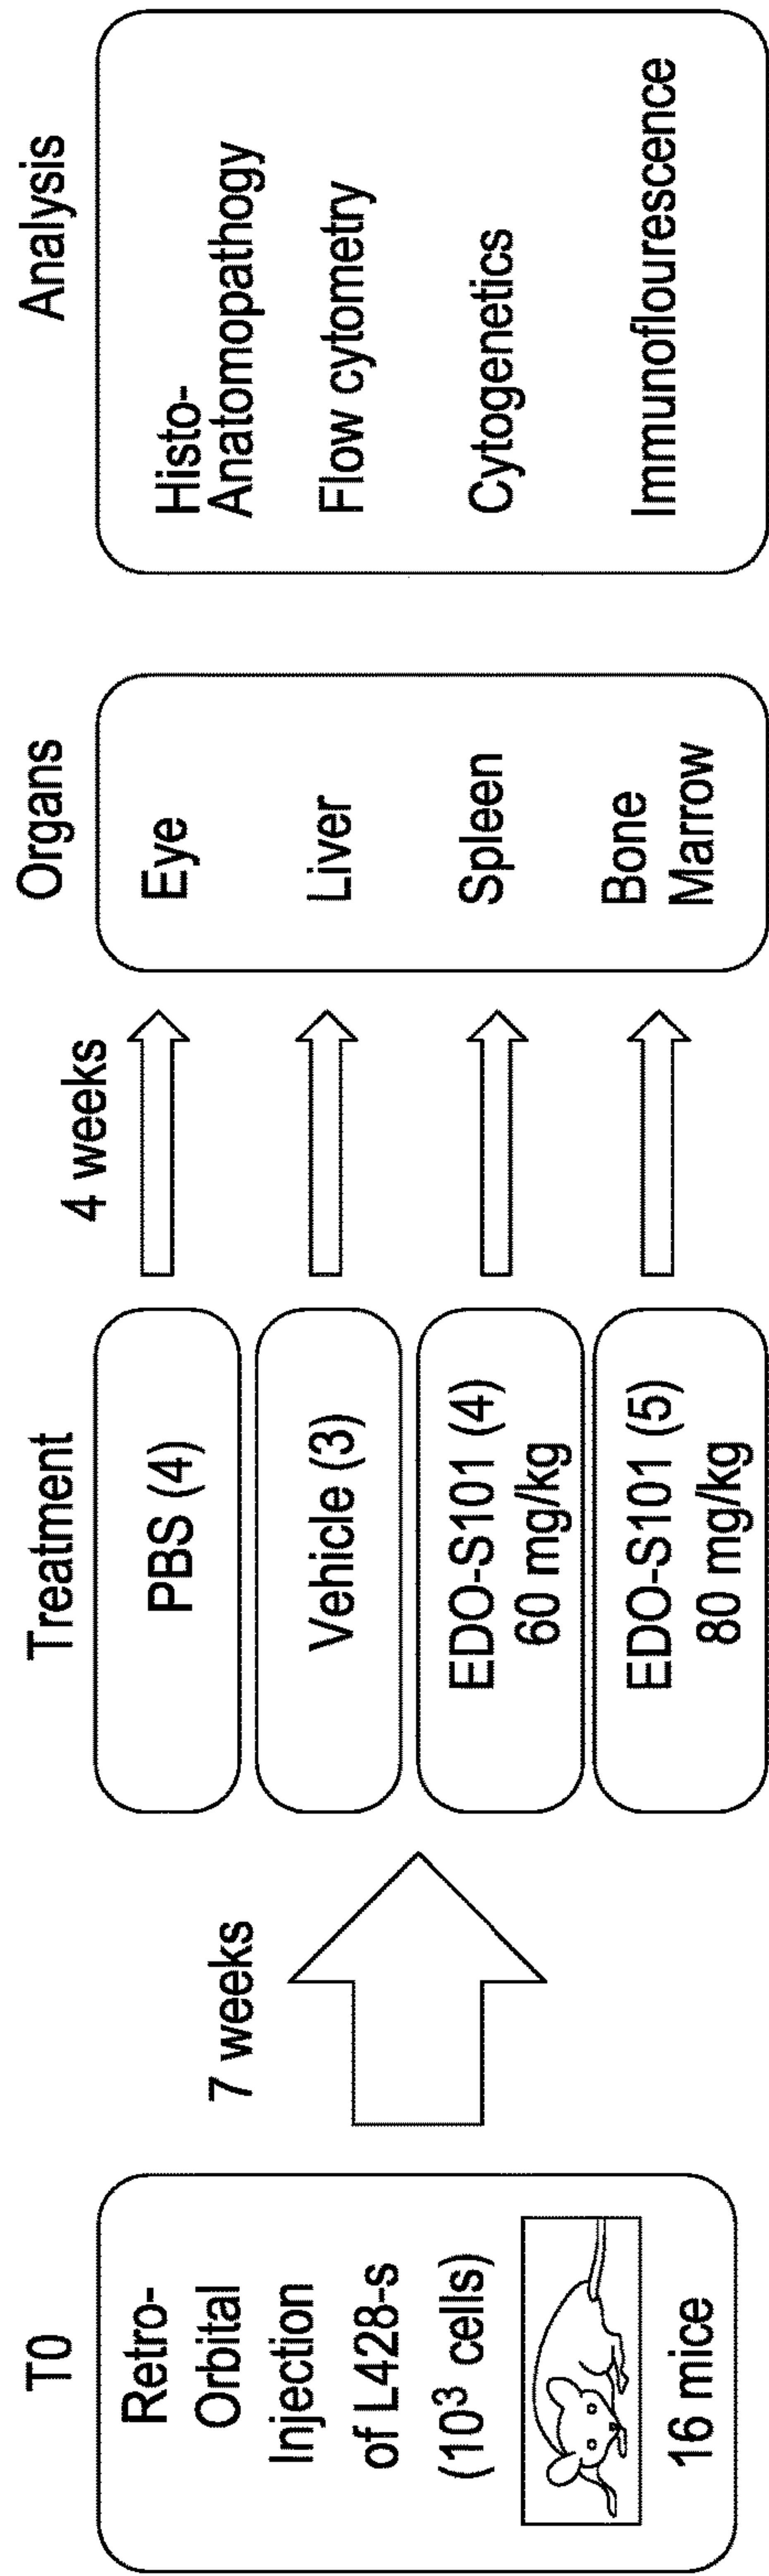 T0
Retro-
Orbital
Injection
of L428-s
(10³ cells)
16 mice
7 weeks
Treatment
PBS (4)
Vehicle (3)
EDO-S101 (4)
60 mg/kg
EDO-S101 (5)
80 mg/kg
4 weeks
Organs
Eye
Liver
Spleen
Bone
Marrow
Analysis
Histo-
Anatomopathogy
Flow cytometry
Cytogenetics
Immunoflourescence